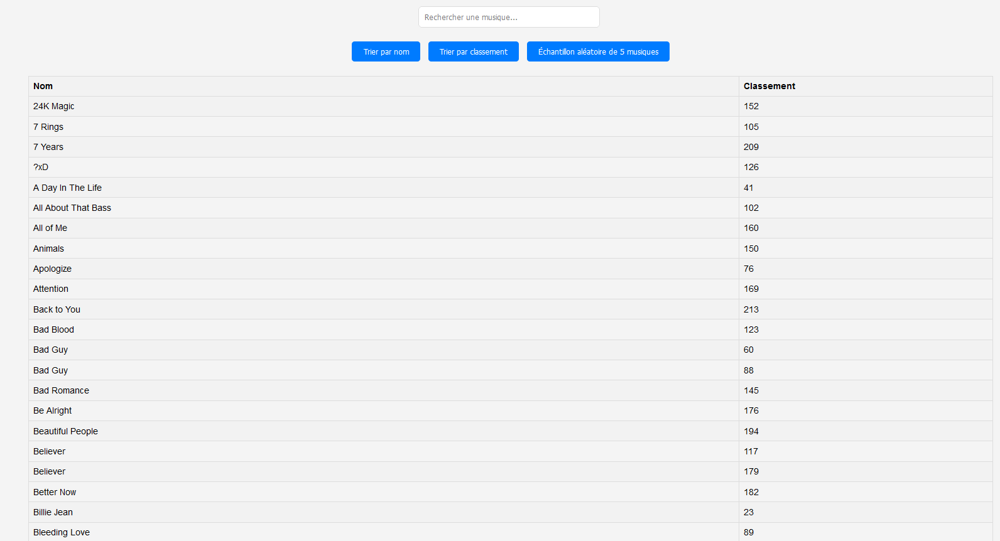 Rechercher une musique...
Trier par nom Trier par classement Échantillon aléatoire de 5 musiques
Nom Classement
24K Magic 152
7 Rings 105
7 Years 209
?xD 126
A Day In The Life 41
All About That Bass 102
All of Me 160
Animals 150
Apologize 76
Attention 169
Back to You 213
Bad Blood 123
Bad Guy 60
Bad Guy 88
Bad Romance 145
Be Alright 176
Beautiful People 194
Believer 117
Believer 179
Better Now 182
Billie Jean 23
Bleeding Love 89